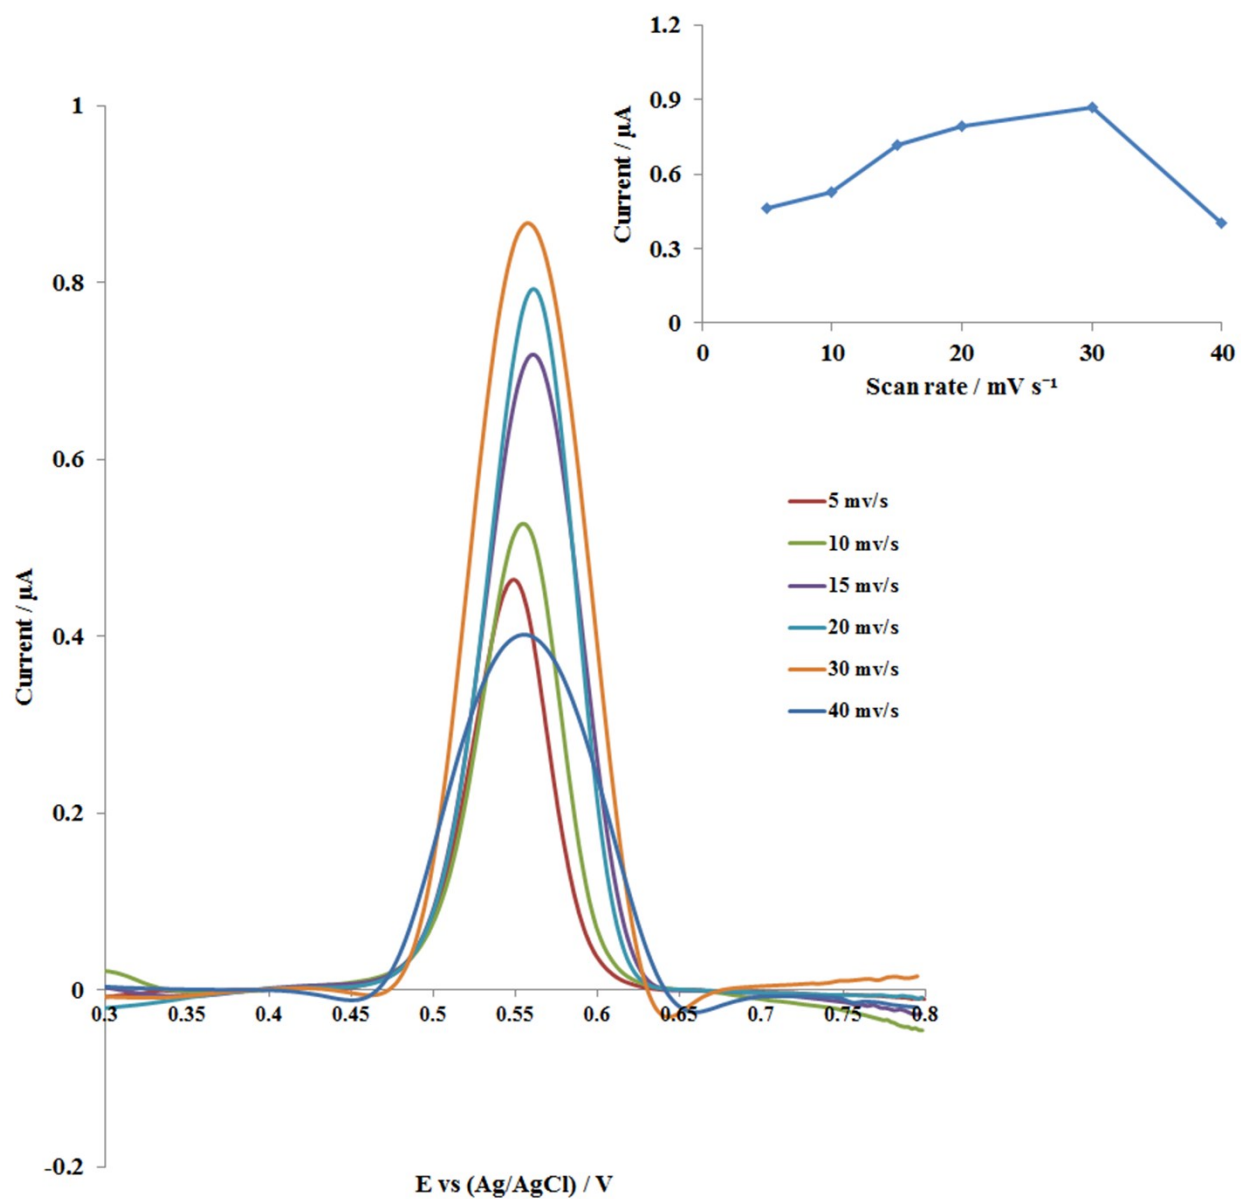 1.2
0.9
0.6
0.3
0
Current / µA
0
10
20
30
40
Scan rate / mV s⁻¹
1
0.8
0.6
0.4
0.2
0
-0.2
Current / µA
0.3
0.35
0.4
0.45
0.5
0.55
0.6
0.65
0.7
0.75
0.8
E vs (Ag/AgCl) / V
5 mv/s
10 mv/s
15 mv/s
20 mv/s
30 mv/s
40 mv/s